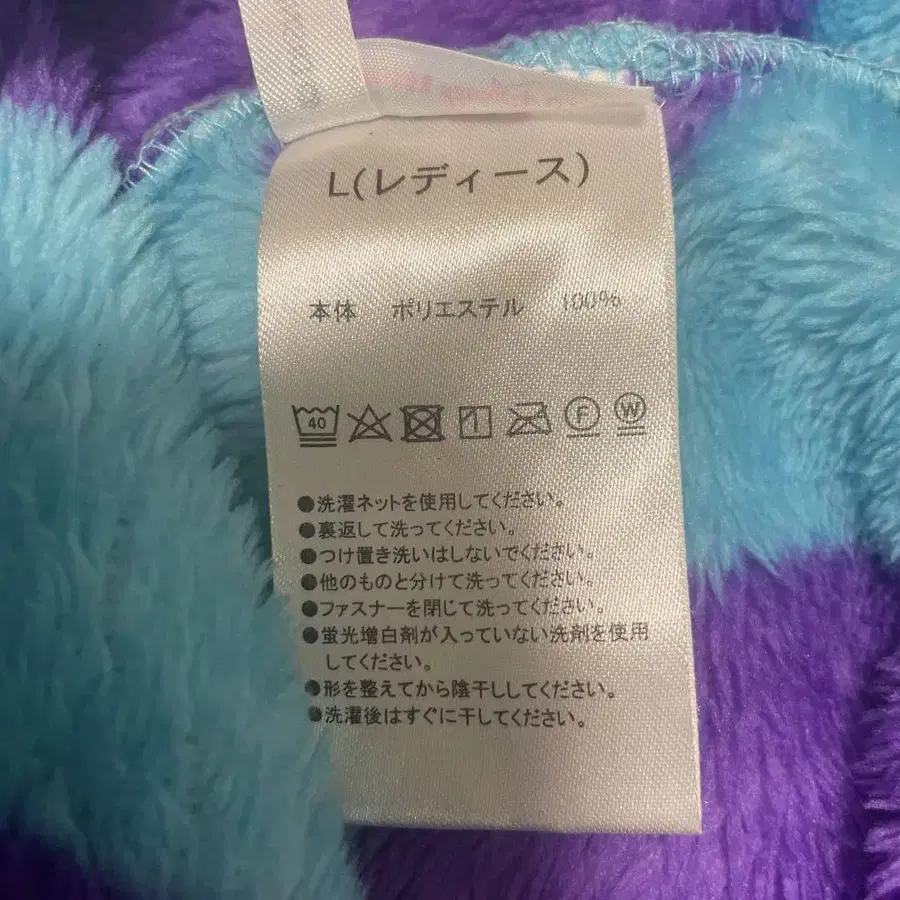 L(レディース)
本体 ポリエステル 100%
40 1 F W
●洗濯ネットを使用してください。
●裏返して洗ってください。
●つけ置き洗いはしないでください。
●他のものと分けて洗ってください。
●ファスナーを閉じて洗ってください。
●蛍光増白剤が入っていない洗剤を使用
してください。
●形を整えてから陰干ししてください。
●洗濯後はすぐに干してください。